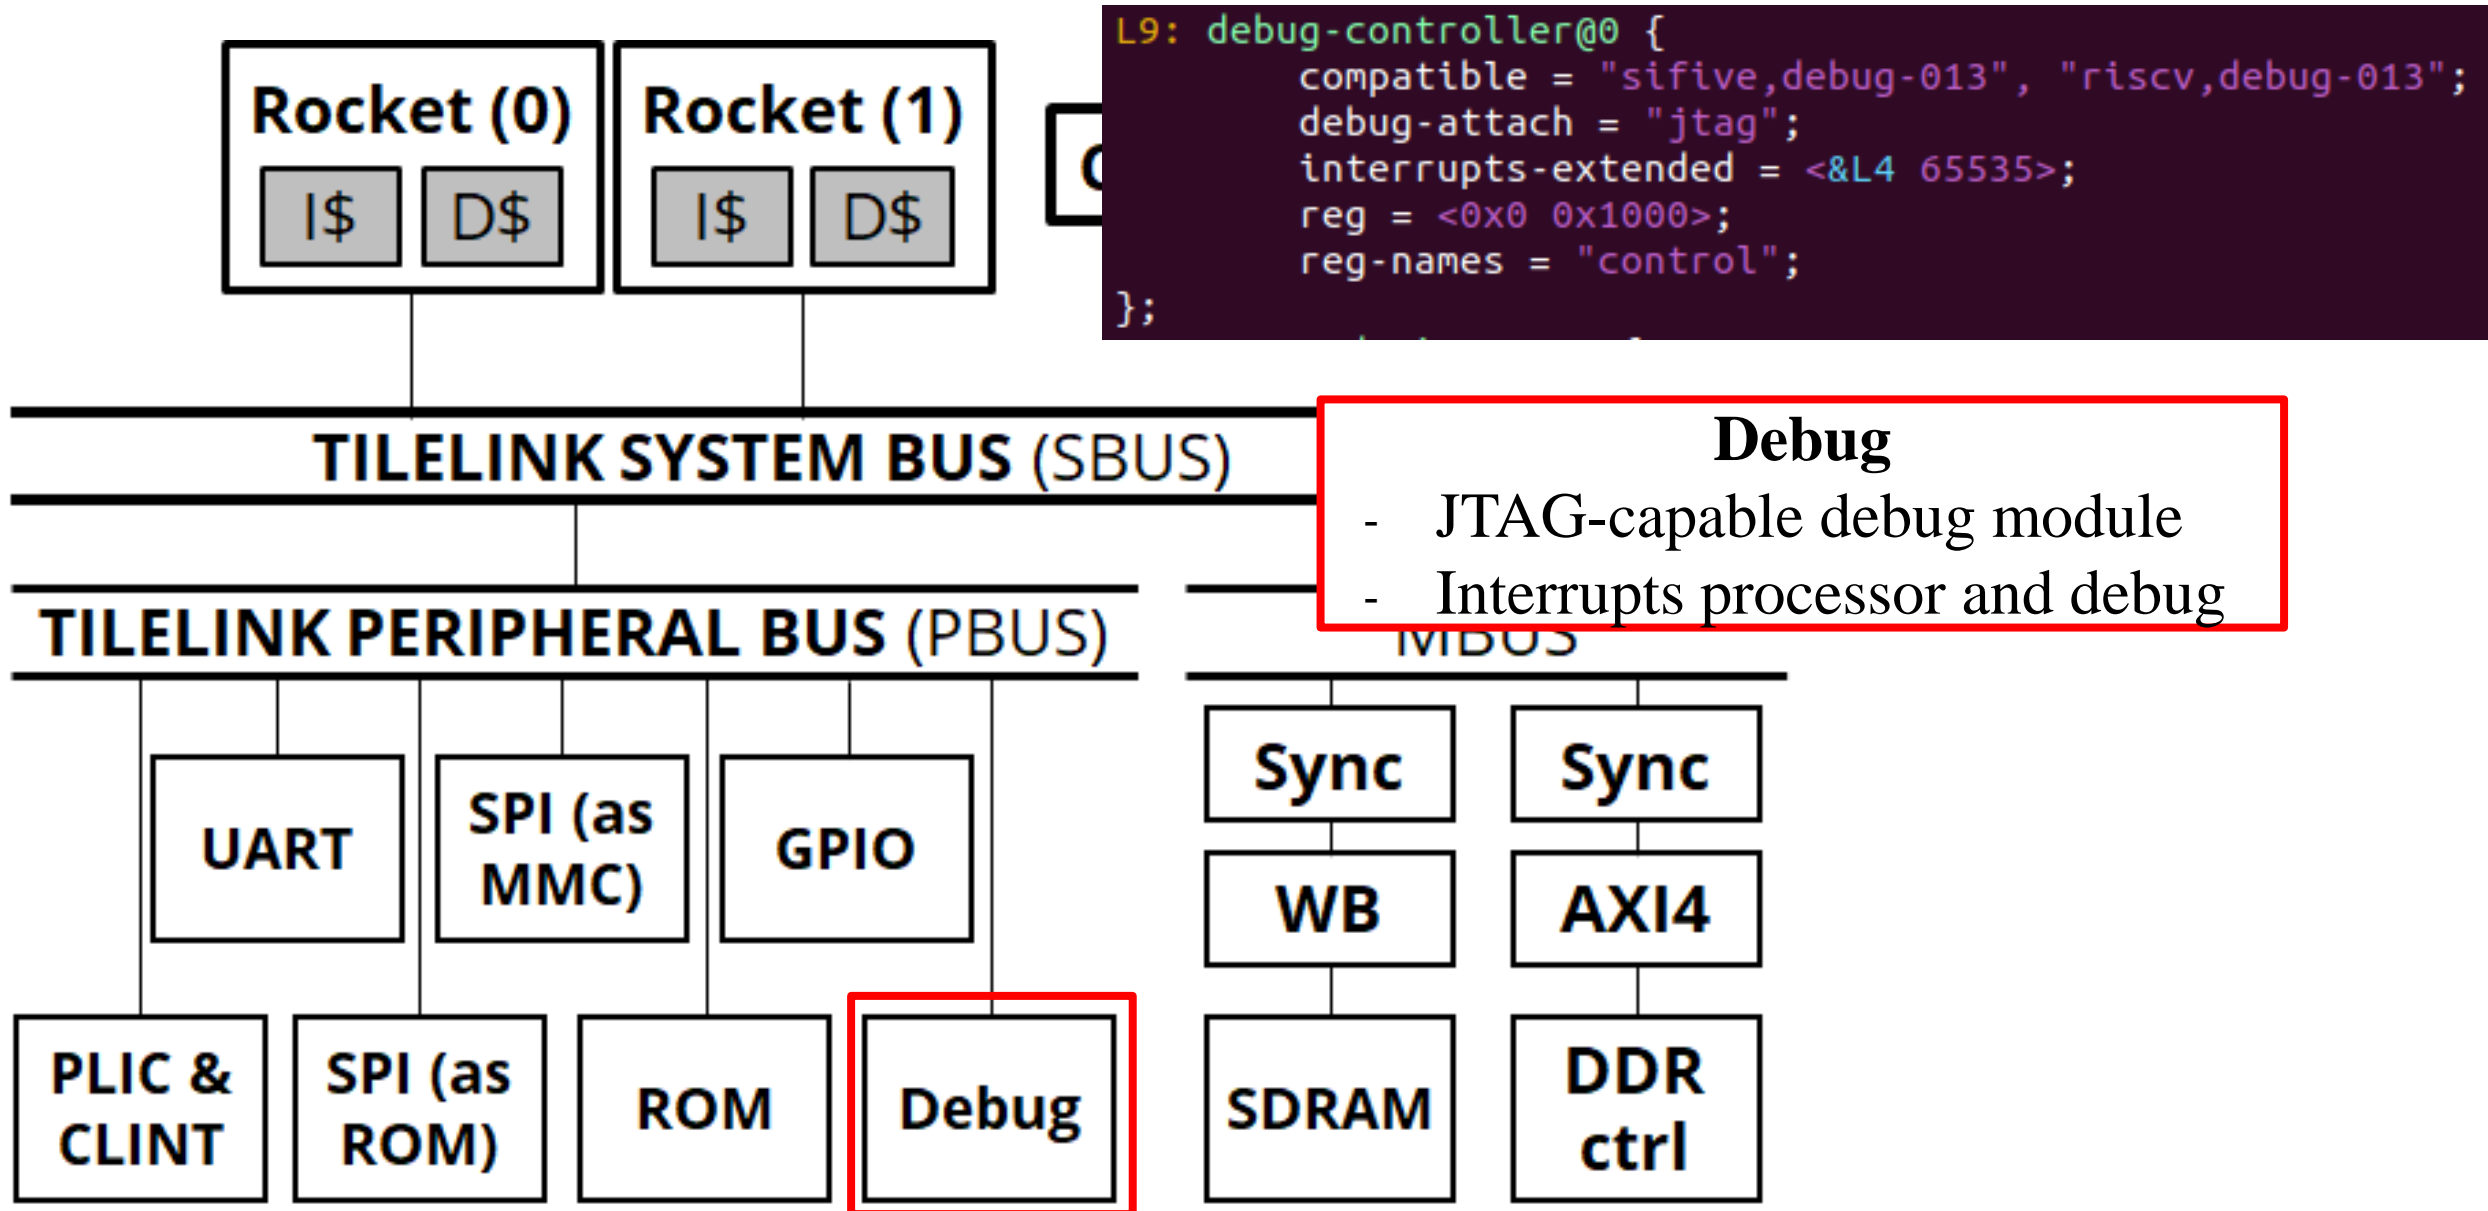 L9: debug-controller@0 {
compatible = "sifive,debug-013", "riscv,debug-013";
debug-attach = "jtag";
interrupts-extended = <&L4 65535>;
reg = <0x0 0x1000>;
reg-names = "control";
};
Rocket (0)
I$ D$
Rocket (1)
I$ D$
TILELINK SYSTEM BUS (SBUS)
Debug
- JTAG-capable debug module
- Interrupts processor and debug
TILELINK PERIPHERAL BUS (PBUS)
MBUS
UART
SPI (as
MMC)
GPIO
PLIC &
CLINT
SPI (as
ROM)
ROM
Debug
Sync
WB
SDRAM
Sync
AXI4
DDR
ctrl